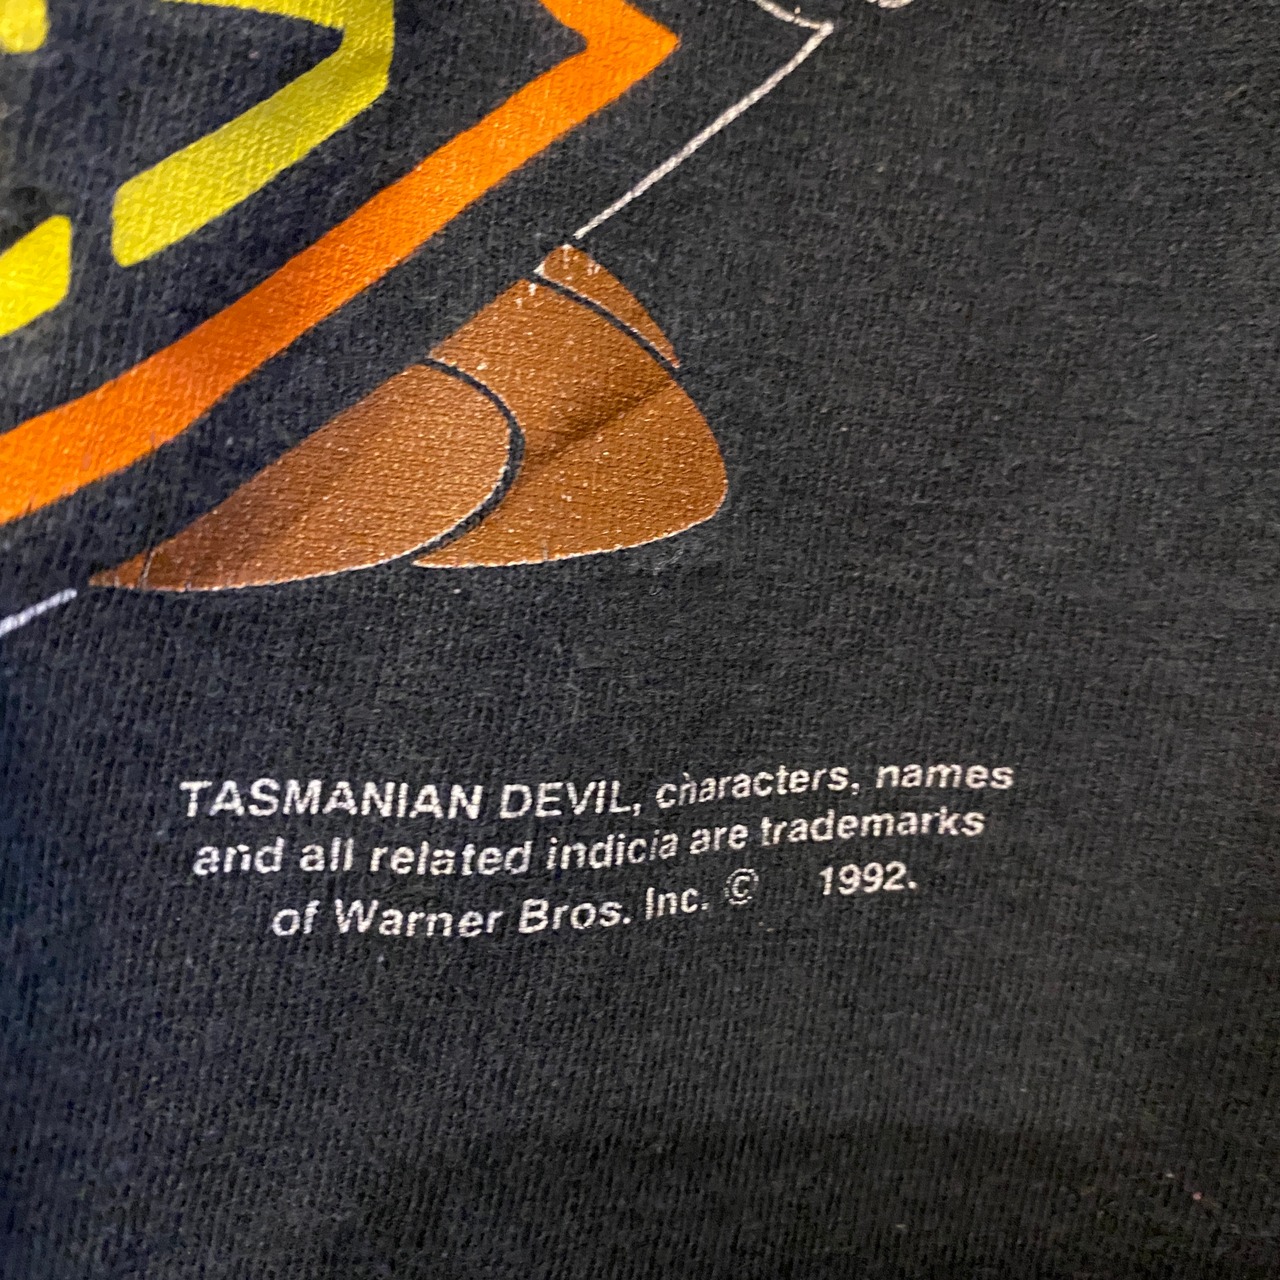 TASMANIAN DEVIL, characters, names
and all related indicia are trademarks
of Warner Bros. Inc. © 1992.